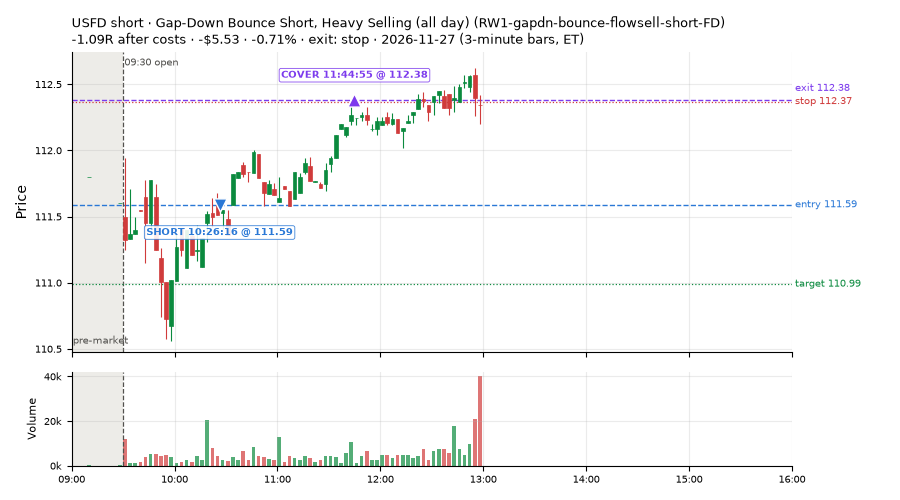 USFD short · Gap-Down Bounce Short, Heavy Selling (all day) (RW1-gapdn-bounce-flowsell-short-FD)
-1.09R after costs · -$5.53 · -0.71% · exit: stop · 2026-11-27 (3-minute bars, ET)
09:30 open
COVER 11:44:55 @ 112.38
exit 112.38
stop 112.37
entry 111.59
SHORT 10:26:16 @ 111.59
target 110.99
pre-market
Price
112.5
112.0
111.5
111.0
110.5
Volume
40k
20k
0k
09:00
10:00
11:00
12:00
13:00
14:00
15:00
16:00